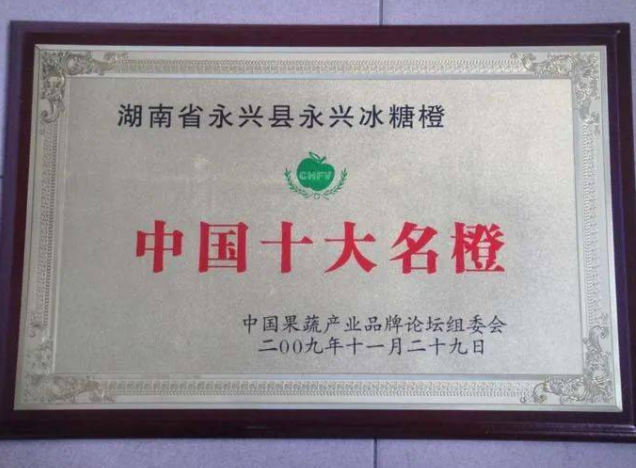 湖南省永兴县永兴冰糖橙
CHFV
中国十大名橙
中国果蔬产业品牌论坛组委会
二00九年十一月二十九日